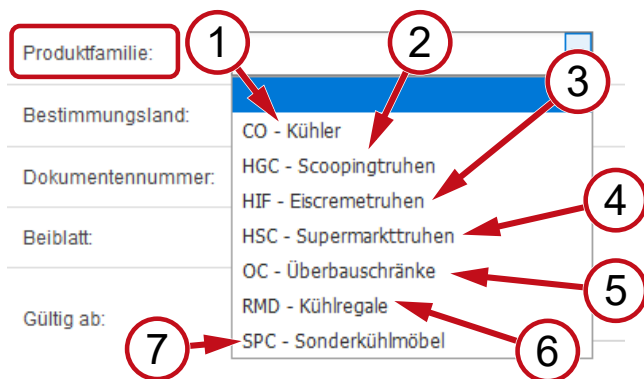 Produktfamilie:
1
2
3
Bestimmungsland:
CO - Kühler
Dokumentennummer:
HGC - Scoopingtruhen
HIF - Eiscremetruhen
Beiblatt:
HSC - Supermarkttruhen
4
OC - Überbauschränke
5
Gültig ab:
RMD - Kühlregale
6
7
SPC - Sonderkühlmöbel